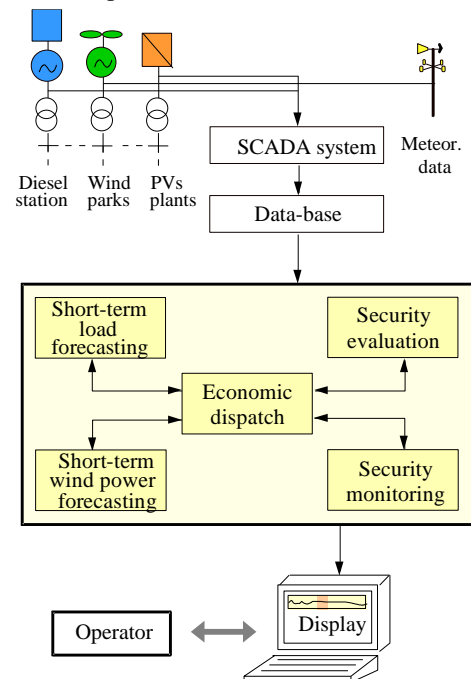 SCADA system
Meteor.
data
Diesel
station
Wind
parks
PVs
plants
Data-base
Short-term
load
forecasting
Security
evaluation
Economic
dispatch
Short-term
wind power
forecasting
Security
monitoring
Operator
Display